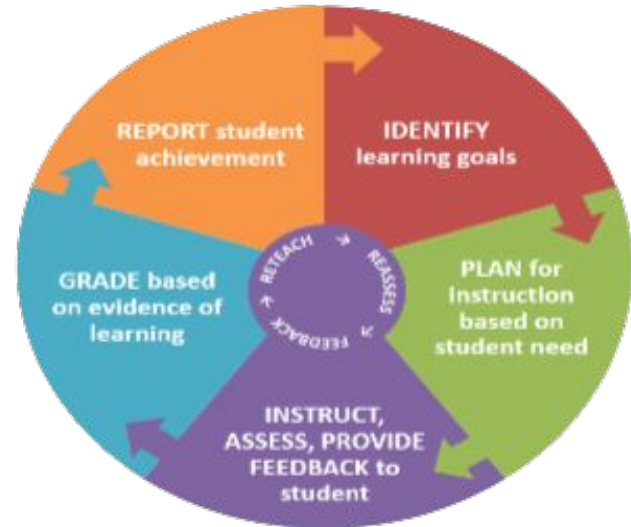 REPORT student
achievement
IDENTIFY
learning goals
PLAN for
Instruction
based on
student need
INSTRUCT,
ASSESS, PROVIDE
FEEDBACK to
student
GRADE based
on evidence of
learning
RETEACH → REASSESS → FEEDBACK →